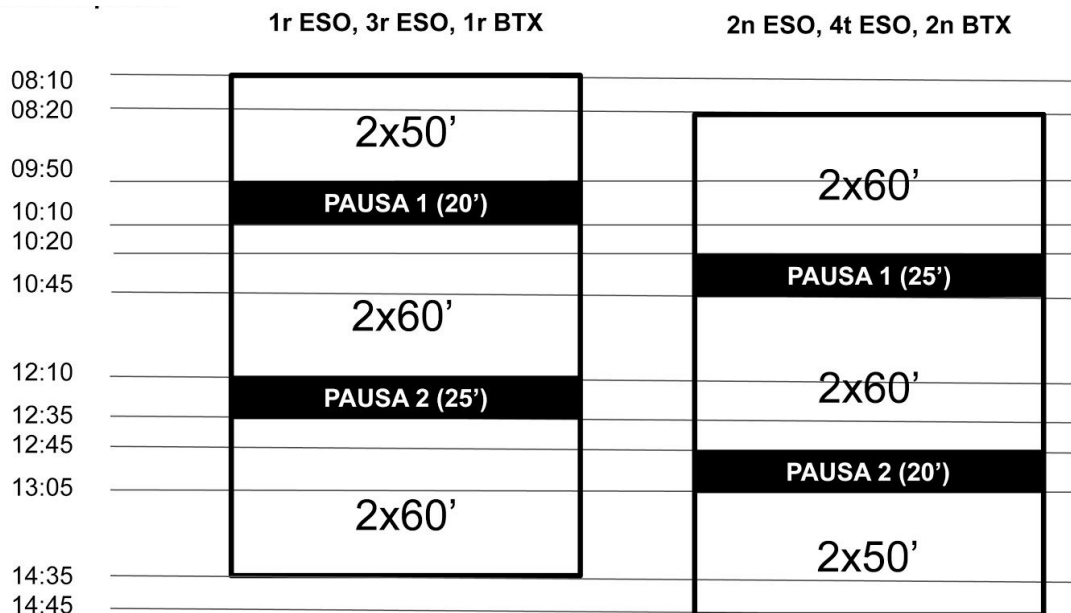 1r ESO, 3r ESO, 1r BTX
2n ESO, 4t ESO, 2n BTX
08:10
08:20
2x50’
09:50
2x60’
PAUSA 1 (20’)
10:10
10:20
PAUSA 1 (25’)
10:45
2x60’
12:10
2x60’
PAUSA 2 (25’)
12:35
12:45
PAUSA 2 (20’)
13:05
2x60’
2x50’
14:35
14:45